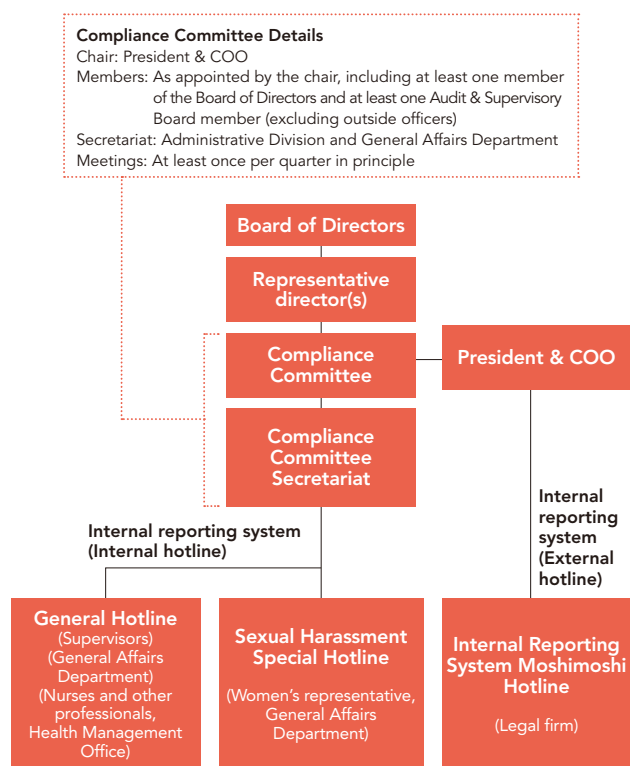 Compliance Committee Details
Chair: President & COO
Members: As appointed by the chair, including at least one member
of the Board of Directors and at least one Audit & Supervisory
Board member (excluding outside officers)
Secretariat: Administrative Division and General Affairs Department
Meetings: At least once per quarter in principle
Board of Directors
Representative
director(s)
Compliance
Committee
President & COO
Compliance
Committee
Secretariat
Internal reporting system
(Internal hotline)
Internal
reporting
system
(External
hotline)
General Hotline
(Supervisors)
(General Affairs
Department)
(Nurses and other
professionals,
Health Management
Office)
Sexual Harassment
Special Hotline
(Women's representative,
General Affairs
Department)
Internal Reporting
System Moshimoshi
Hotline
(Legal firm)